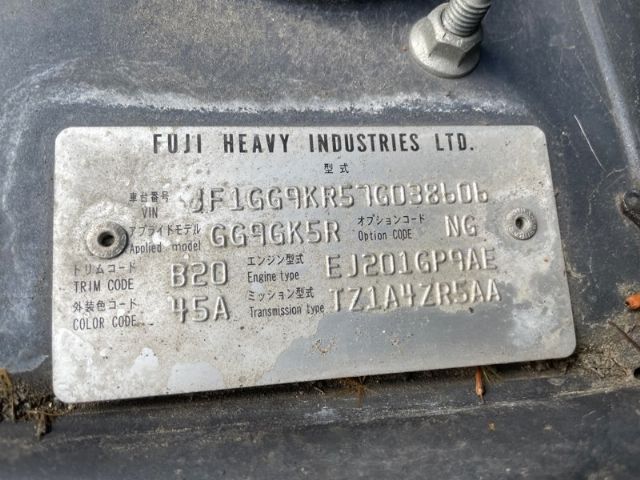 FUJI HEAVY INDUSTRIES LTD.
型式
車台番号 VIN JF1GG9KR57G038606
アプライドモデル Applied model GG9GK5R オプションコード Option CODE NG
トリムコード TRIM CODE B20 エンジン型式 Engine type EJ201GP9AE
外装色コード COLOR CODE 45A ミッション型式 Transmission type TZ1A4ZR5AA